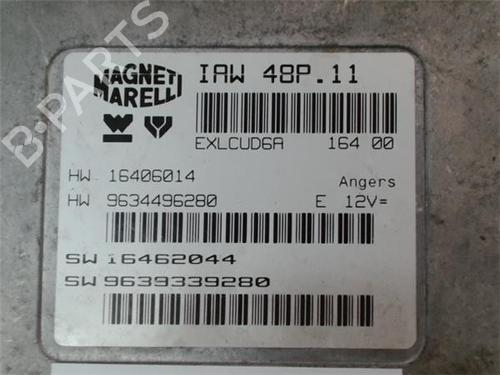 MAGNETI
MARELLI
IAW 48P.11
EXLCUD6A 164 00
HW 16406014 Angers
HW 9634496280 E 12V=
SW 16462044
SW 9639339280
B-PARTS